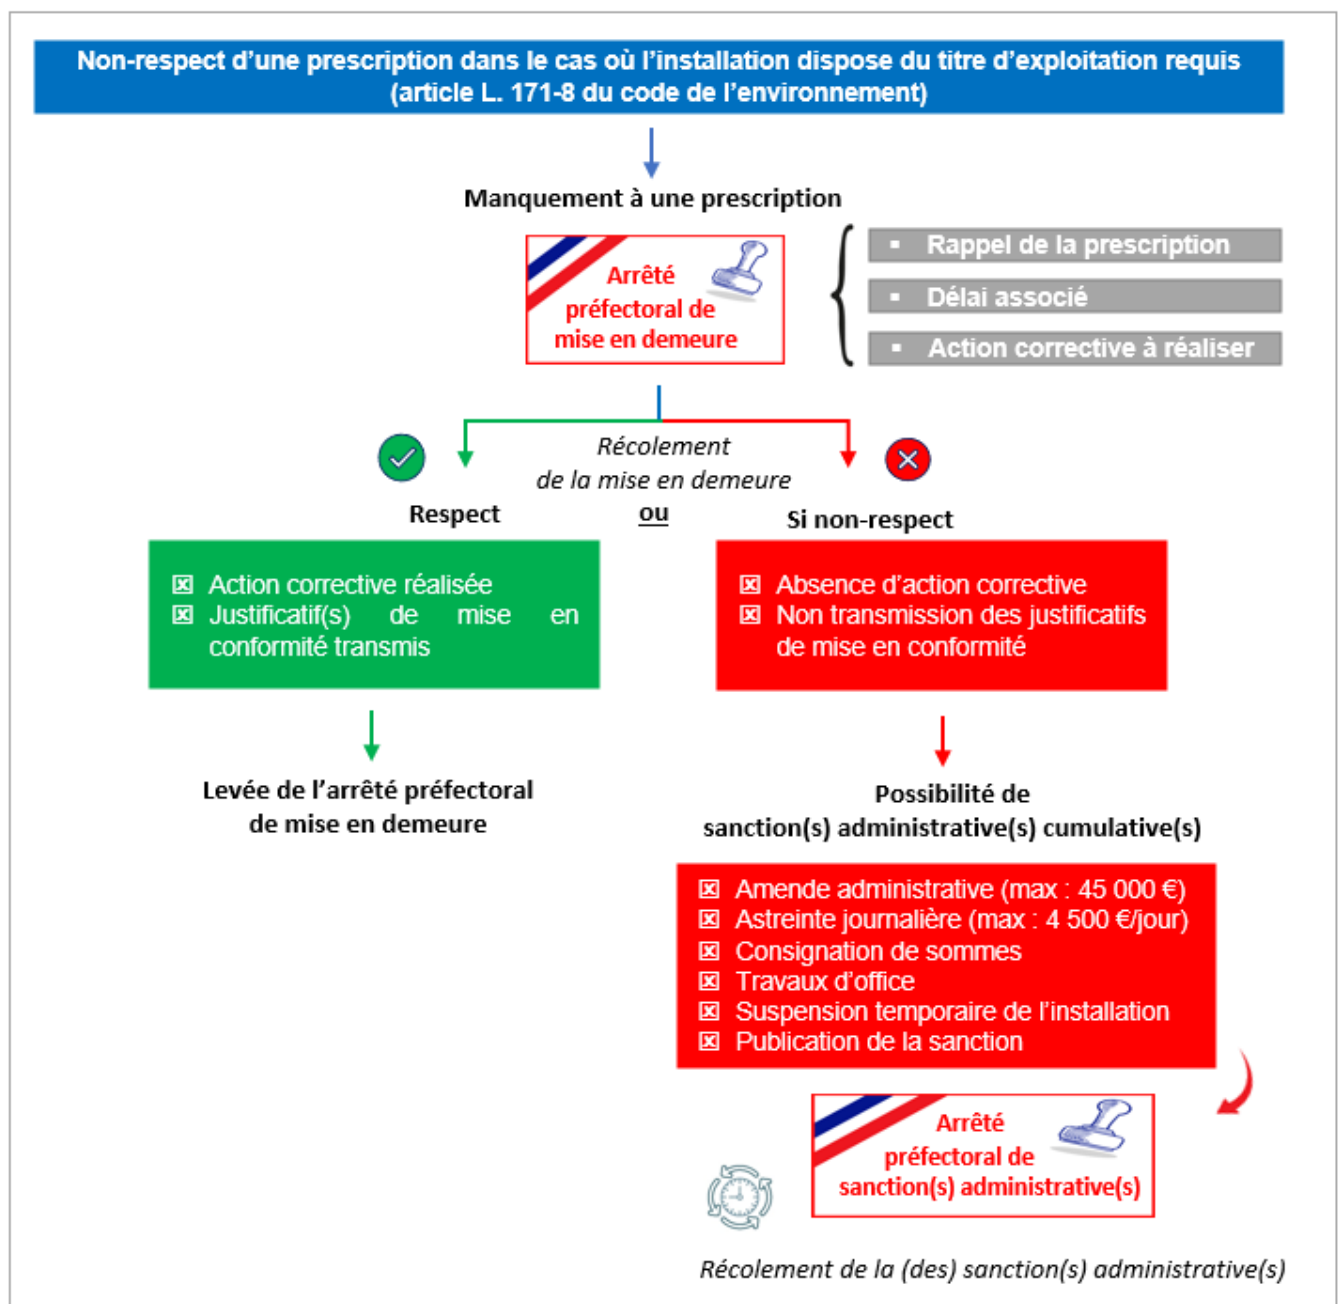 Non-respect d’une prescription dans le cas où l’installation dispose du titre d’exploitation requis
(article L. 171-8 du code de l’environnement)
Manquement à une prescription
Arrêté
préfectoral de
mise en demeure
▪ Rappel de la prescription
▪ Délai associé
▪ Action corrective à réaliser
Récolement
de la mise en demeure
ou
Respect
☒ Action corrective réalisée
☒ Justificatif(s) de mise en
conformité transmis
Levée de l’arrêté préfectoral
de mise en demeure
Si non-respect
☒ Absence d’action corrective
☒ Non transmission des justificatifs
de mise en conformité
Possibilité de
sanction(s) administrative(s) cumulative(s)
☒ Amende administrative (max : 45 000 €)
☒ Astreinte journalière (max : 4 500 €/jour)
☒ Consignation de sommes
☒ Travaux d’office
☒ Suspension temporaire de l’installation
☒ Publication de la sanction
Arrêté
préfectoral de
sanction(s) administrative(s)
Récolement de la (des) sanction(s) administrative(s)